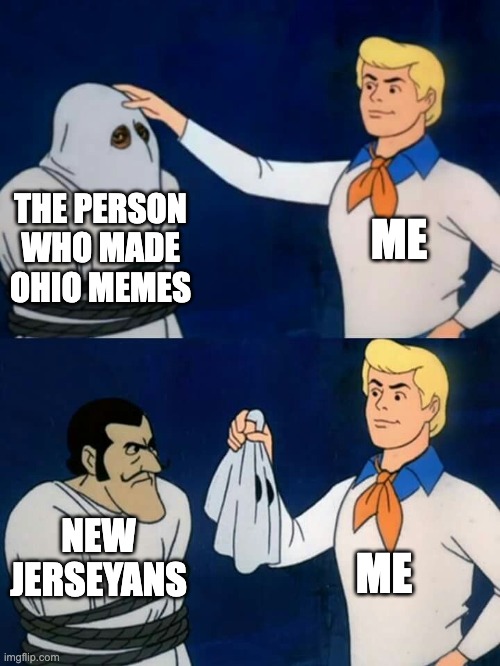 THE PERSON
WHO MADE
OHIO MEMES
ME
NEW
JERSEYANS
ME
imgflip.com